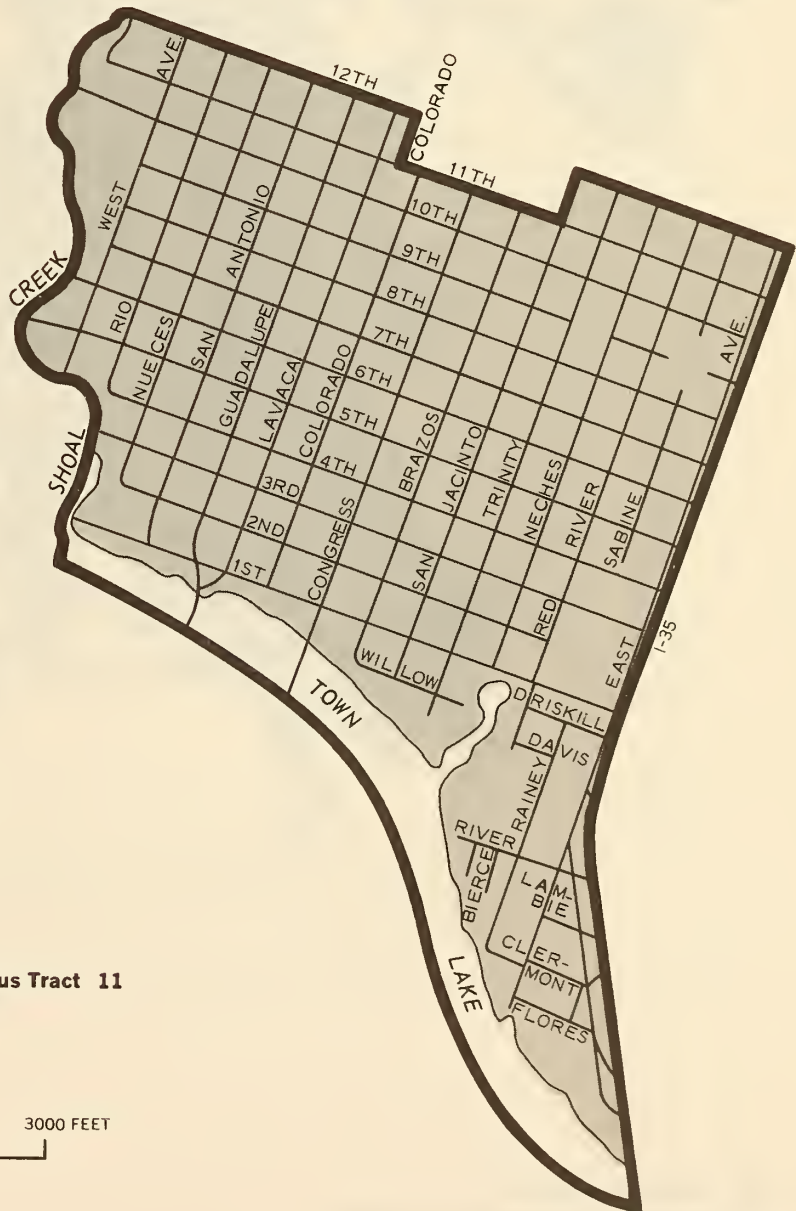 12TH
COLORADO
AVE.
11TH
WEST
ANTONIO
10TH
9TH
8TH
7TH
6TH
5TH
4TH
3RD
2ND
1ST
CREEK
SHOAL
RIO
NUECES
SAN
GUADALUPE
LAVACA
COLORADO
CONGRESS
BRAZOS
SAN
JACINTO
TRINITY
NECHES
RED
RIVER
SABINE
EAST
AVE.
I-35
WILLOW
TOWN
LAKE
DRISKILL
DAVIS
RAINEY
RIVER
BIERCE
LAM-
BIE
CLER-
MONT
FLORES
us Tract 11
3000 FEET